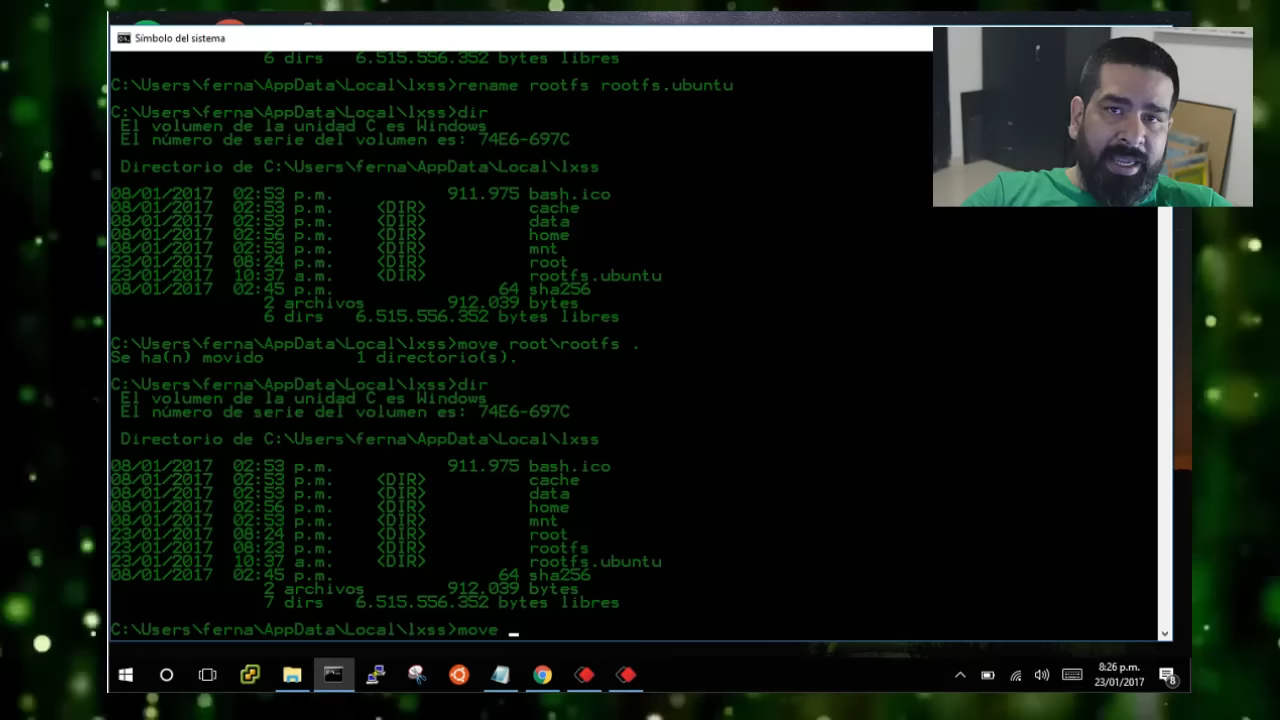 Símbolo del sistema
6 dirs 6.515.556.352 bytes libres
C:\Users\ferna\AppData\Local\lxss>rename rootfs rootfs.ubuntu
C:\Users\ferna\AppData\Local\lxss>dir
El volumen de la unidad C es Windows
El número de serie del volumen es: 74E6-697C
Directorio de C:\Users\ferna\AppData\Local\lxss
08/01/2017 02:53 p.m. 911.975 bash.ico
08/01/2017 02:53 p.m. <DIR> cache
08/01/2017 02:53 p.m. <DIR> data
08/01/2017 02:56 p.m. <DIR> home
08/01/2017 02:53 p.m. <DIR> mnt
23/01/2017 08:24 p.m. <DIR> root
23/01/2017 10:37 a.m. <DIR> rootfs.ubuntu
08/01/2017 02:45 p.m. 64 sha256
2 archivos 912.039 bytes
6 dirs 6.515.556.352 bytes libres
C:\Users\ferna\AppData\Local\lxss>move root\rootfs .
Se ha(n) movido 1 directorio(s).
C:\Users\ferna\AppData\Local\lxss>dir
El volumen de la unidad C es Windows
El número de serie del volumen es: 74E6-697C
Directorio de C:\Users\ferna\AppData\Local\lxss
08/01/2017 02:53 p.m. 911.975 bash.ico
08/01/2017 02:53 p.m. <DIR> cache
08/01/2017 02:53 p.m. <DIR> data
08/01/2017 02:56 p.m. <DIR> home
08/01/2017 02:53 p.m. <DIR> mnt
23/01/2017 08:24 p.m. <DIR> root
23/01/2017 08:23 p.m. <DIR> rootfs
23/01/2017 10:37 a.m. <DIR> rootfs.ubuntu
08/01/2017 02:45 p.m. 64 sha256
2 archivos 912.039 bytes
7 dirs 6.515.556.352 bytes libres
C:\Users\ferna\AppData\Local\lxss>move _
8:26 p.m.
23/01/2017
8